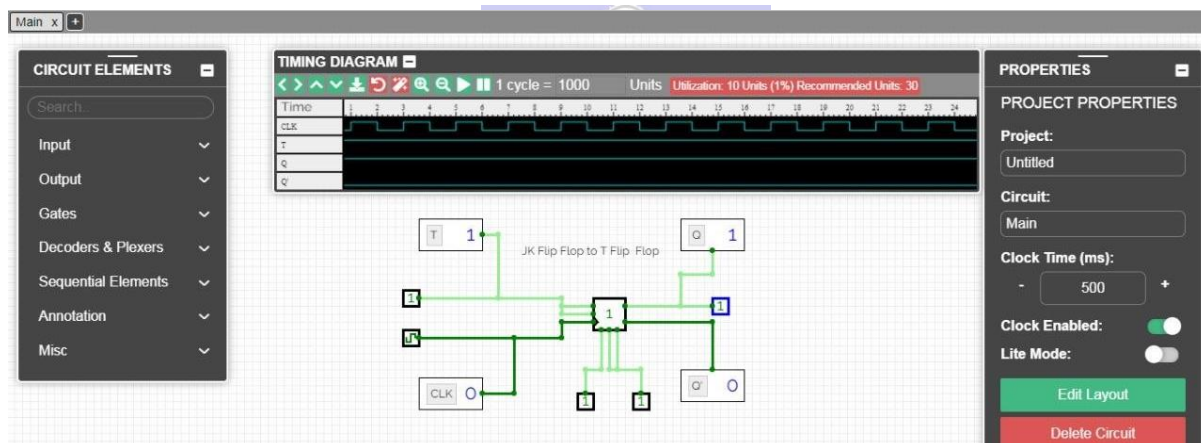 Main x +
CIRCUIT ELEMENTS
Search..
Input
Output
Gates
Decoders & Plexers
Sequential Elements
Annotation
Misc
TIMING DIAGRAM
1 cycle = 1000 Units Utilization: 10 Units (1%) Recommended Units: 30
Time 1 2 3 4 5 6 7 8 9 10 11 12 13 14 15 16 17 18 19 20 21 22 23 24
CLK
T
Q
Q'
T 1
JK Flip Flop to T Flip Flop
Q 1
1
1
1
CLK 0
1
1
Q' 0
PROPERTIES
PROJECT PROPERTIES
Project:
Untitled
Circuit:
Main
Clock Time (ms):
- 500 +
Clock Enabled:
Lite Mode:
Edit Layout
Delete Circuit